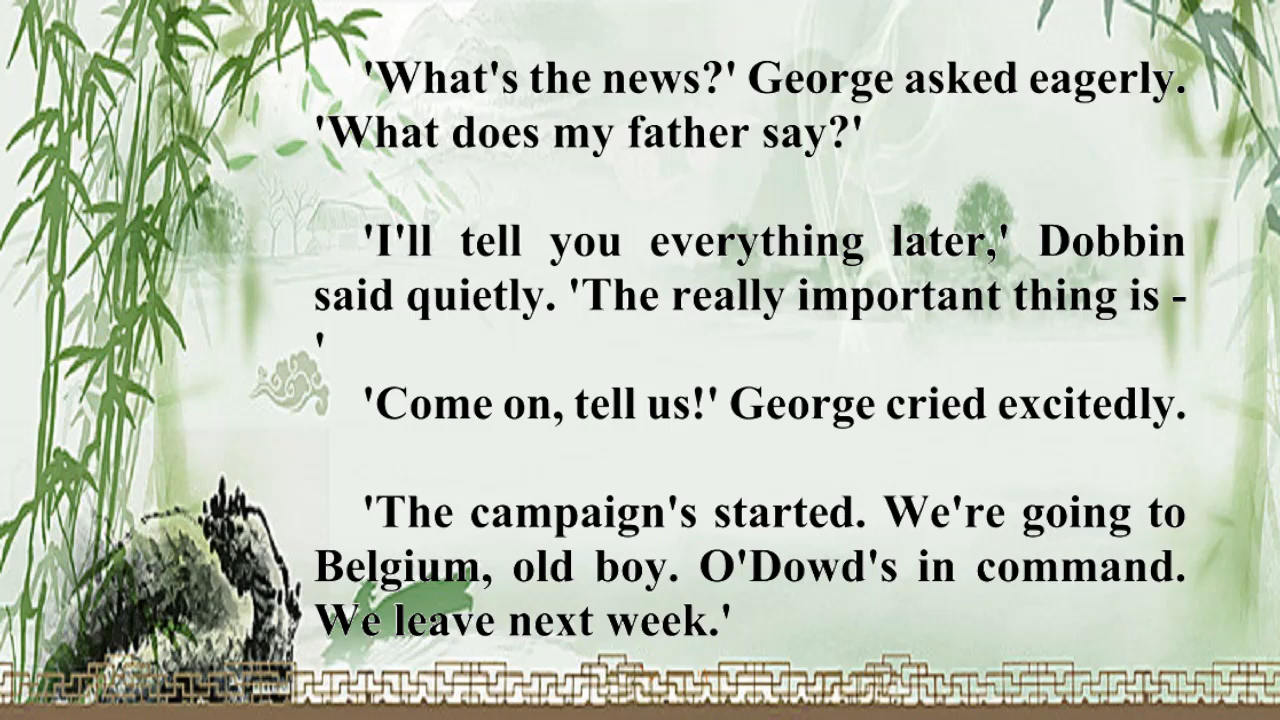 'What's the news?' George asked eagerly.
'What does my father say?'
'I'll tell you everything later,' Dobbin
said quietly. 'The really important thing is -
'
'Come on, tell us!' George cried excitedly.
'The campaign's started. We're going to
Belgium, old boy. O'Dowd's in command.
We leave next week.'